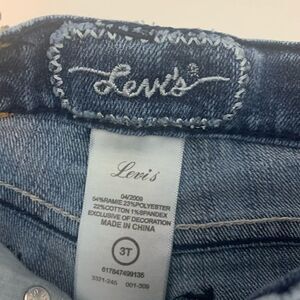 Levi's®
Levi's
04/2009
54%RAMIE 23%POLYESTER
22%COTTON 1%SPANDEX
EXCLUSIVE OF DECORATION
MADE IN CHINA
3T
617847499135
3321-245 001-309